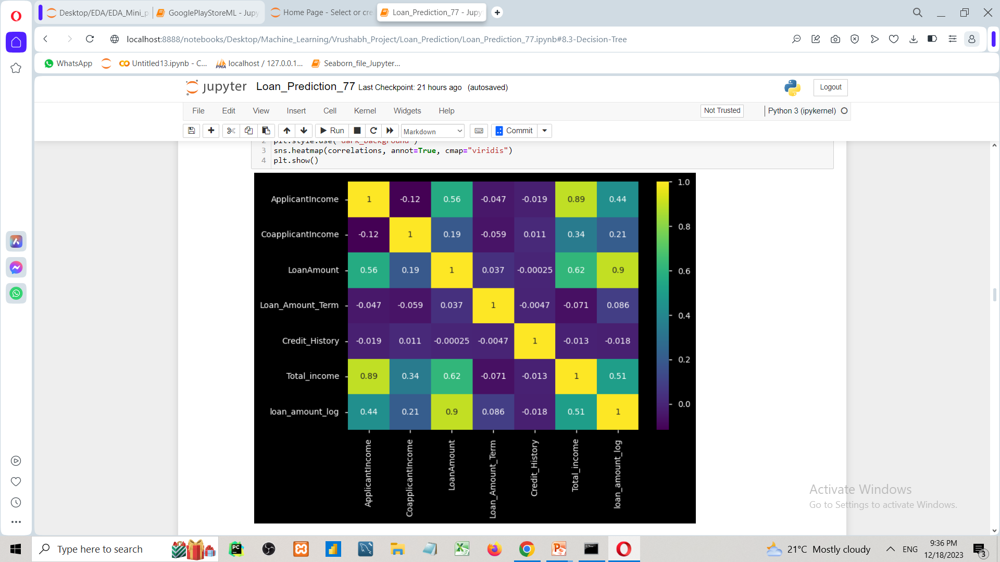 Desktop/EDA/EDA_Mini_p
GooglePlayStoreML - Jupy
Home Page - Select or cre
Loan_Prediction_77 - Jupy
localhost:8888/notebooks/Desktop/Machine_Learning/Vrushabh_Project/Loan_Prediction/Loan_Prediction_77.ipynb#8.3-Decision-Tree
WhatsApp
Untitled13.ipynb - C...
localhost / 127.0.0.1...
Seaborn_file_Jupyter...
jupyter Loan_Prediction_77 Last Checkpoint: 21 hours ago (autosaved)
Logout
File Edit View Insert Cell Kernel Widgets Help
Not Trusted
Python 3 (ipykernel)
Run
Markdown
Commit
2 plt.style.use("dark_background")
3 sns.heatmap(correlations, annot=True, cmap="viridis")
4 plt.show()
ApplicantIncome 1 -0.12 0.56 -0.047 -0.019 0.89 0.44
CoapplicantIncome -0.12 1 0.19 -0.059 0.011 0.34 0.21
LoanAmount 0.56 0.19 1 0.037 -0.00025 0.62 0.9
Loan_Amount_Term -0.047 -0.059 0.037 1 -0.0047 -0.071 0.086
Credit_History -0.019 0.011 -0.00025 -0.0047 1 -0.013 -0.018
Total_income 0.89 0.34 0.62 -0.071 -0.013 1 0.51
loan_amount_log 0.44 0.21 0.9 0.086 -0.018 0.51 1
ApplicantIncome
CoapplicantIncome
LoanAmount
Loan_Amount_Term
Credit_History
Total_income
loan_amount_log
1.0
0.8
0.6
0.4
0.2
0.0
Activate Windows
Go to Settings to activate Windows.
Type here to search
PC
21°C Mostly cloudy
ENG
9:36 PM
12/18/2023
3